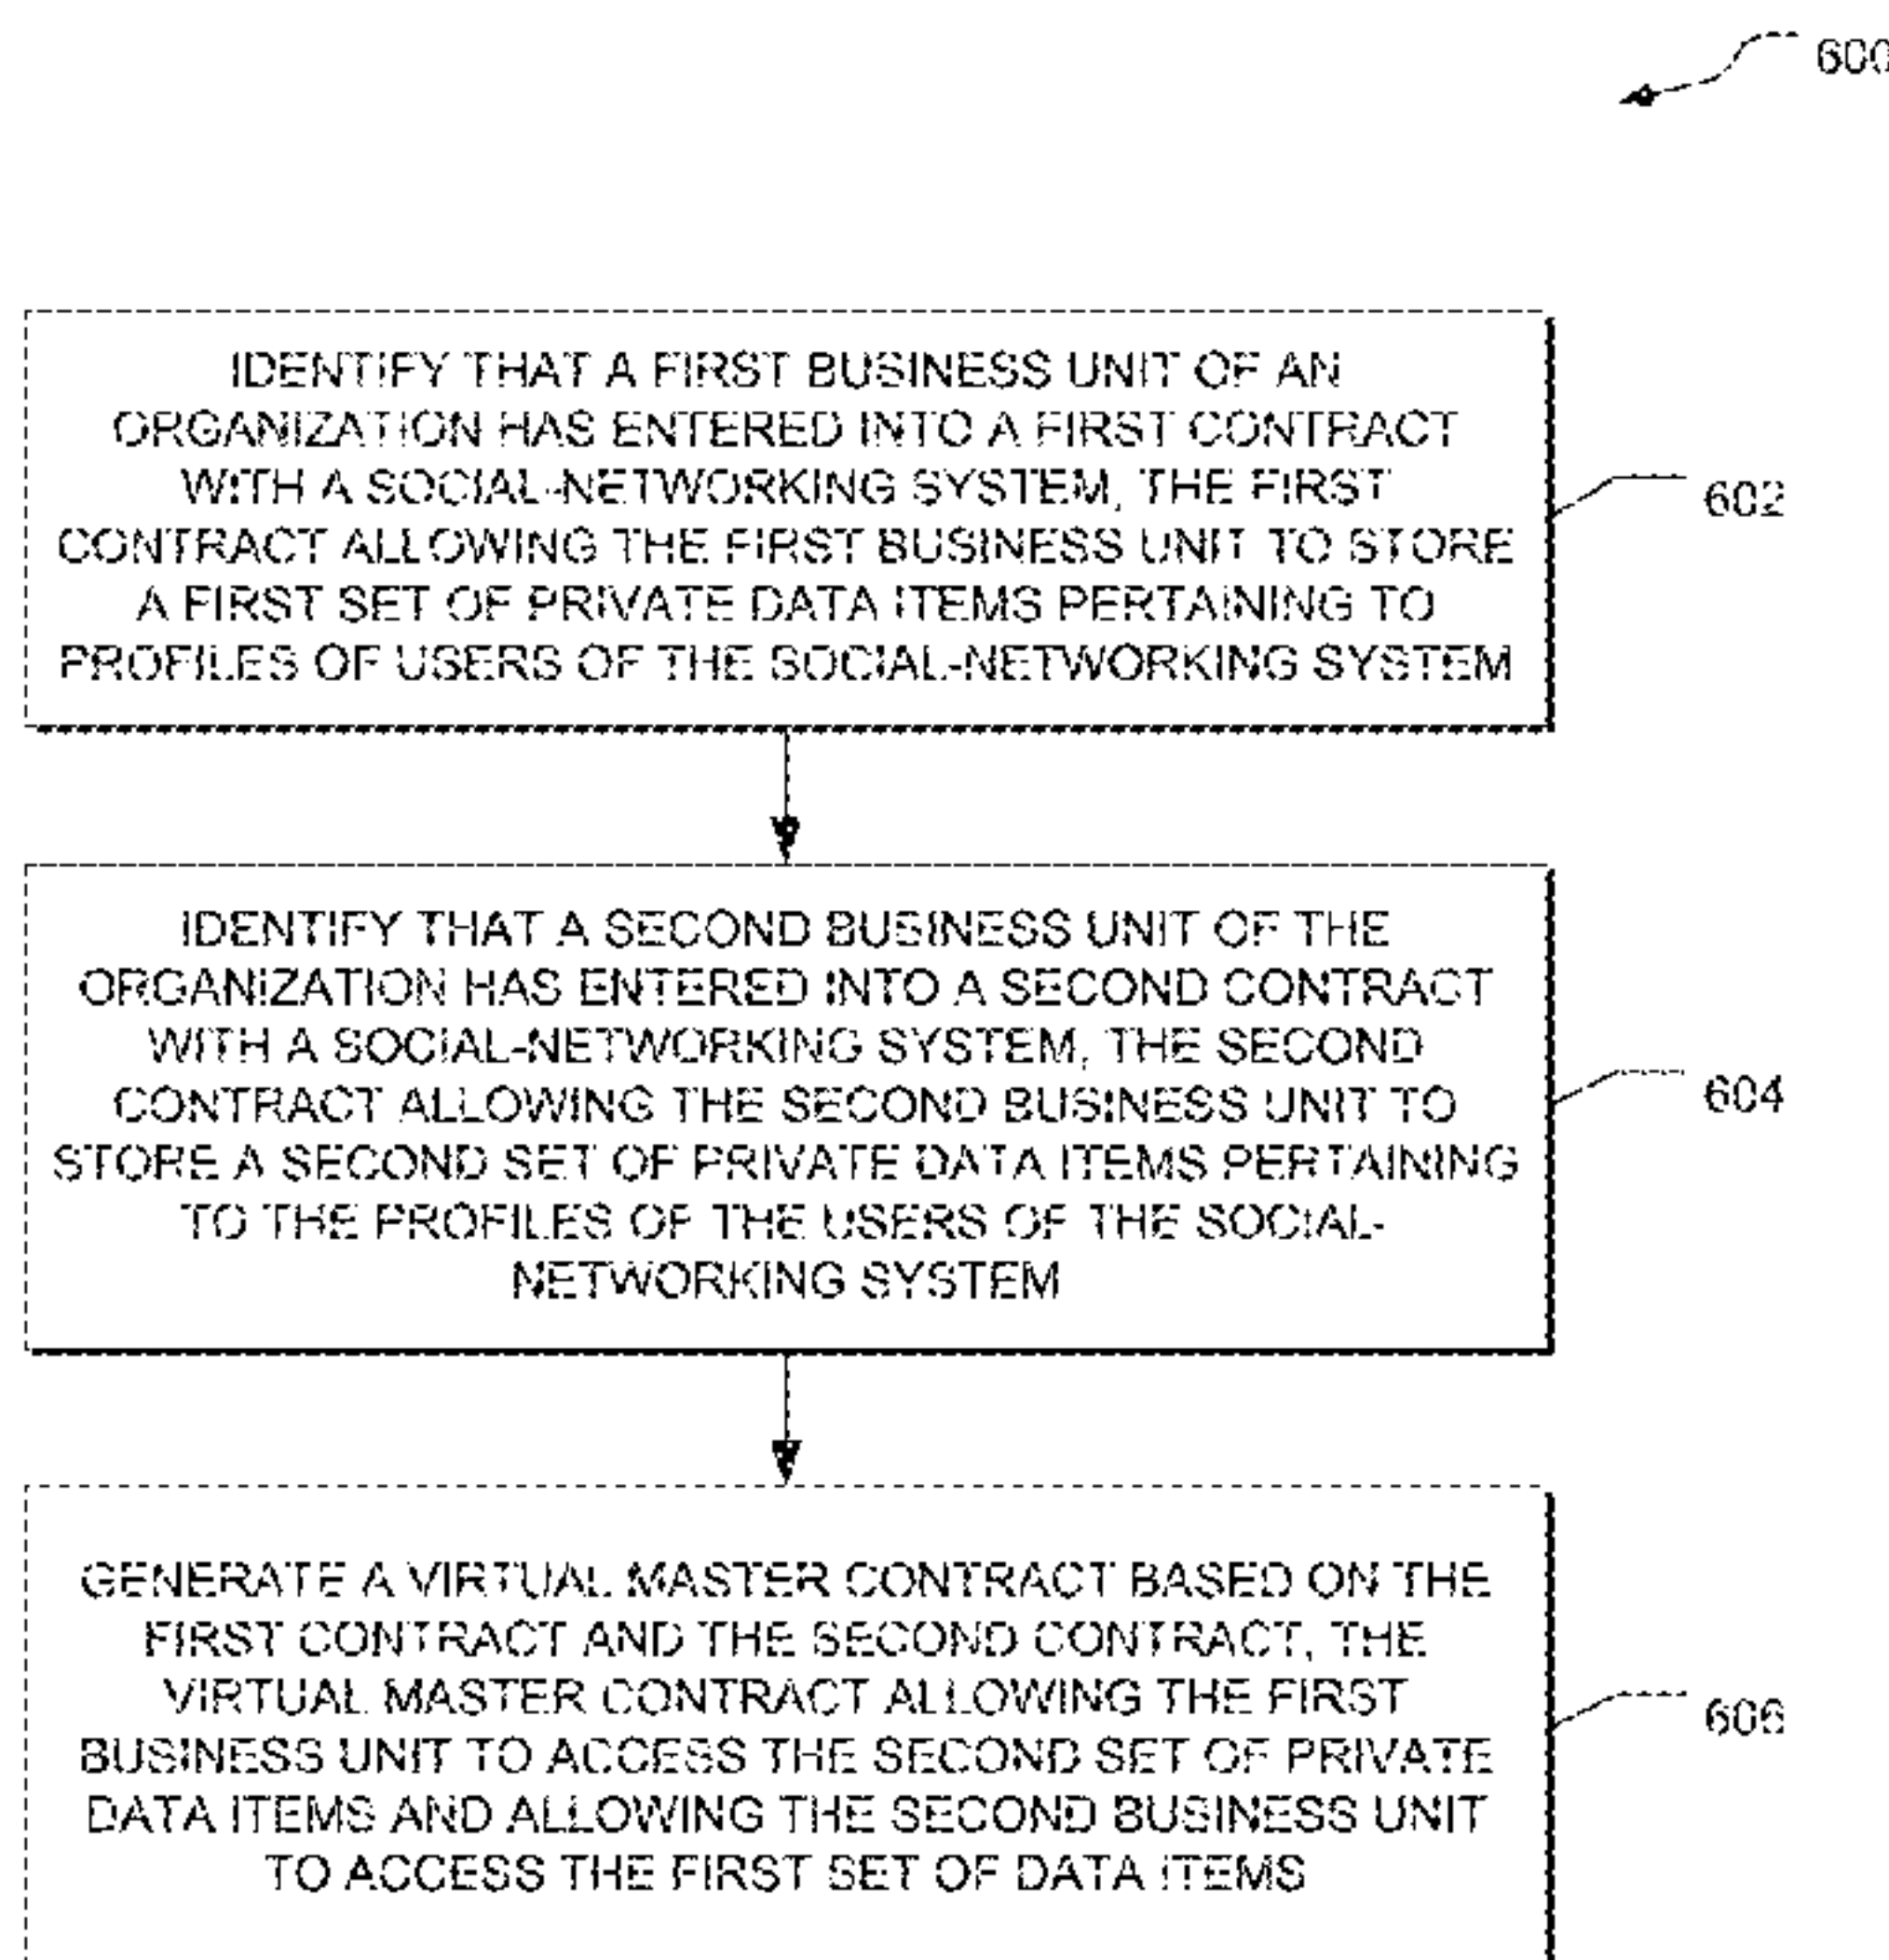 600
IDENTIFY THAT A FIRST BUSINESS UNIT OF AN
ORGANIZATION HAS ENTERED INTO A FIRST CONTRACT
WITH A SOCIAL-NETWORKING SYSTEM, THE FIRST
CONTRACT ALLOWING THE FIRST BUSINESS UNIT TO STORE
A FIRST SET OF PRIVATE DATA ITEMS PERTAINING TO
PROFILES OF USERS OF THE SOCIAL-NETWORKING SYSTEM
602
IDENTIFY THAT A SECOND BUSINESS UNIT OF THE
ORGANIZATION HAS ENTERED INTO A SECOND CONTRACT
WITH A SOCIAL-NETWORKING SYSTEM, THE SECOND
CONTRACT ALLOWING THE SECOND BUSINESS UNIT TO
STORE A SECOND SET OF PRIVATE DATA ITEMS PERTAINING
TO THE PROFILES OF THE USERS OF THE SOCIAL-
NETWORKING SYSTEM
604
GENERATE A VIRTUAL MASTER CONTRACT BASED ON THE
FIRST CONTRACT AND THE SECOND CONTRACT, THE
VIRTUAL MASTER CONTRACT ALLOWING THE FIRST
BUSINESS UNIT TO ACCESS THE SECOND SET OF PRIVATE
DATA ITEMS AND ALLOWING THE SECOND BUSINESS UNIT
TO ACCESS THE FIRST SET OF DATA ITEMS
606